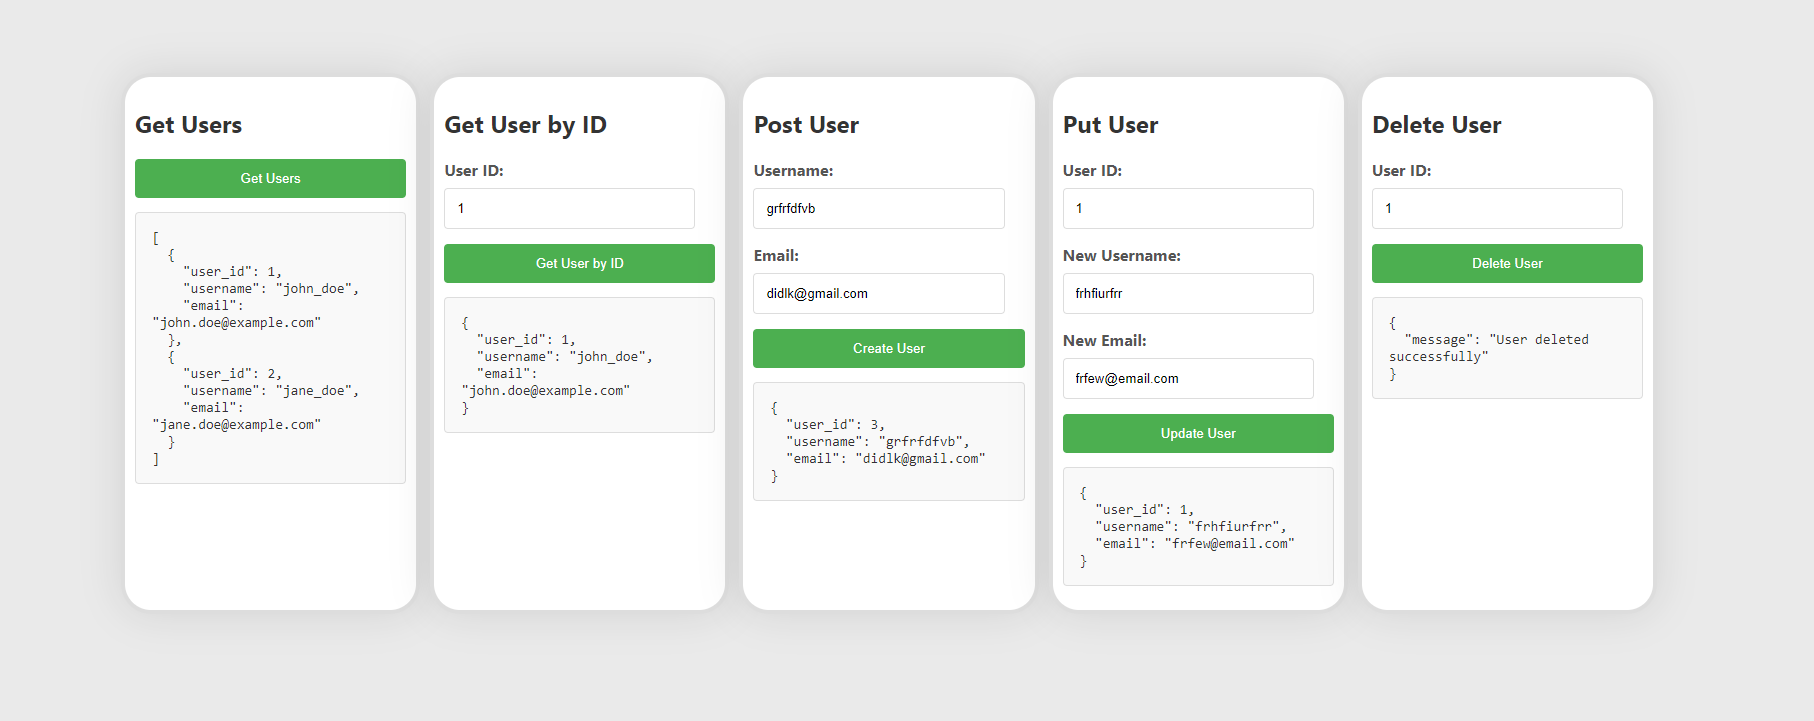 Get Users
Get Users
[
  {
    "user_id": 1,
    "username": "john_doe",
    "email":
"john.doe@example.com"
  },
  {
    "user_id": 2,
    "username": "jane_doe",
    "email":
"jane.doe@example.com"
  }
]
Get User by ID
User ID:
1
Get User by ID
{
  "user_id": 1,
  "username": "john_doe",
  "email":
"john.doe@example.com"
}
Post User
Username:
grfrfdfvb
Email:
didlk@gmail.com
Create User
{
  "user_id": 3,
  "username": "grfrfdfvb",
  "email": "didlk@gmail.com"
}
Put User
User ID:
1
New Username:
frhfiurfrr
New Email:
frfew@email.com
Update User
{
  "user_id": 1,
  "username": "frhfiurfrr",
  "email": "frfew@email.com"
}
Delete User
User ID:
1
Delete User
{
  "message": "User deleted
successfully"
}